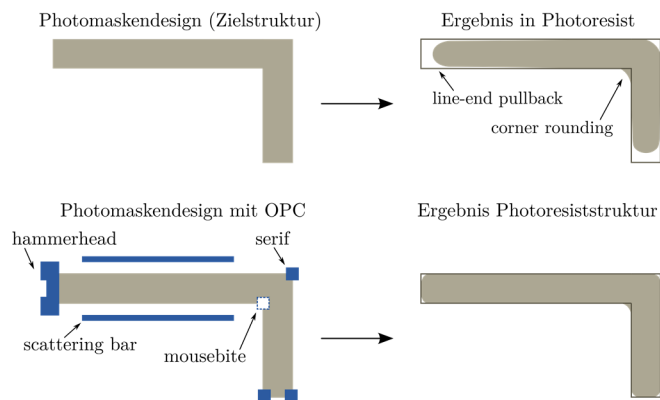 Photomaskendesign (Zielstruktur)
Ergebnis in Photoresist
line-end pullback
corner rounding
Photomaskendesign mit OPC
Ergebnis Photoresiststruktur
hammerhead
serif
scattering bar
mousebite